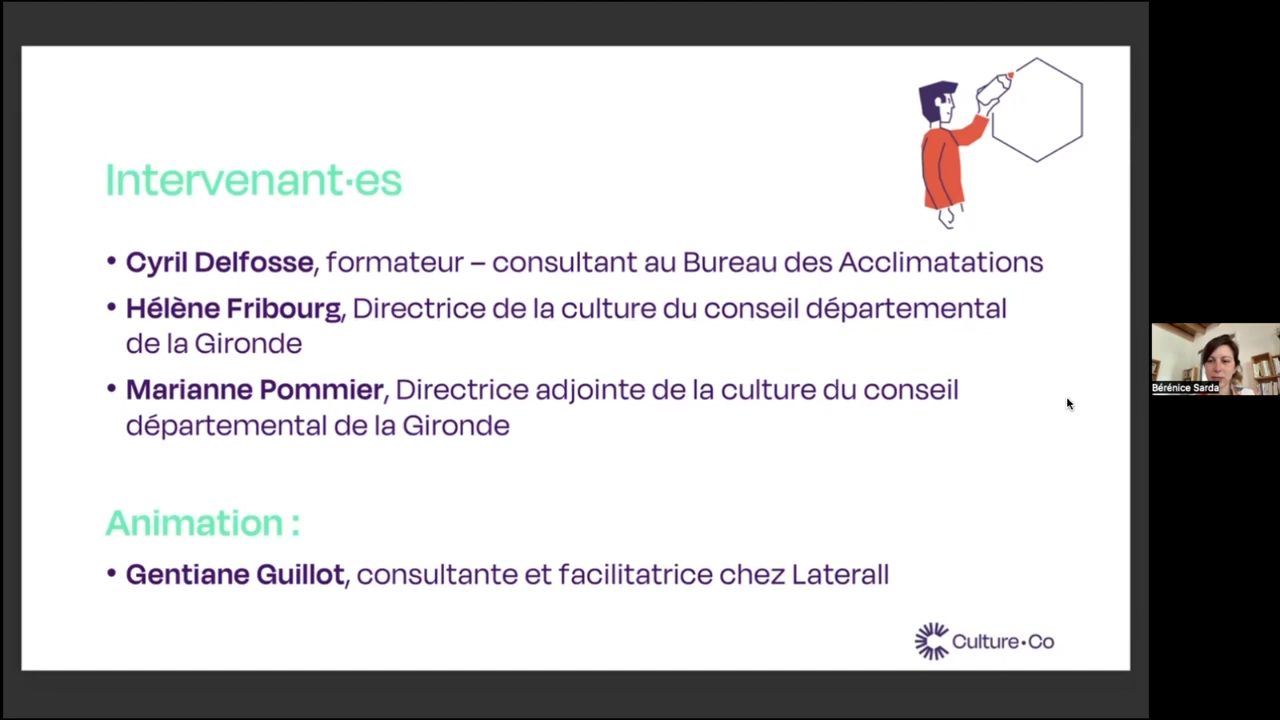 Intervenant·es
• Cyril Delfosse, formateur – consultant au Bureau des Acclimatations
• Hélène Fribourg, Directrice de la culture du conseil départemental
de la Gironde
• Marianne Pommier, Directrice adjointe de la culture du conseil
départemental de la Gironde
Animation :
• Gentiane Guillot, consultante et facilitatrice chez Laterall
Culture·Co
Bérénice Sarda